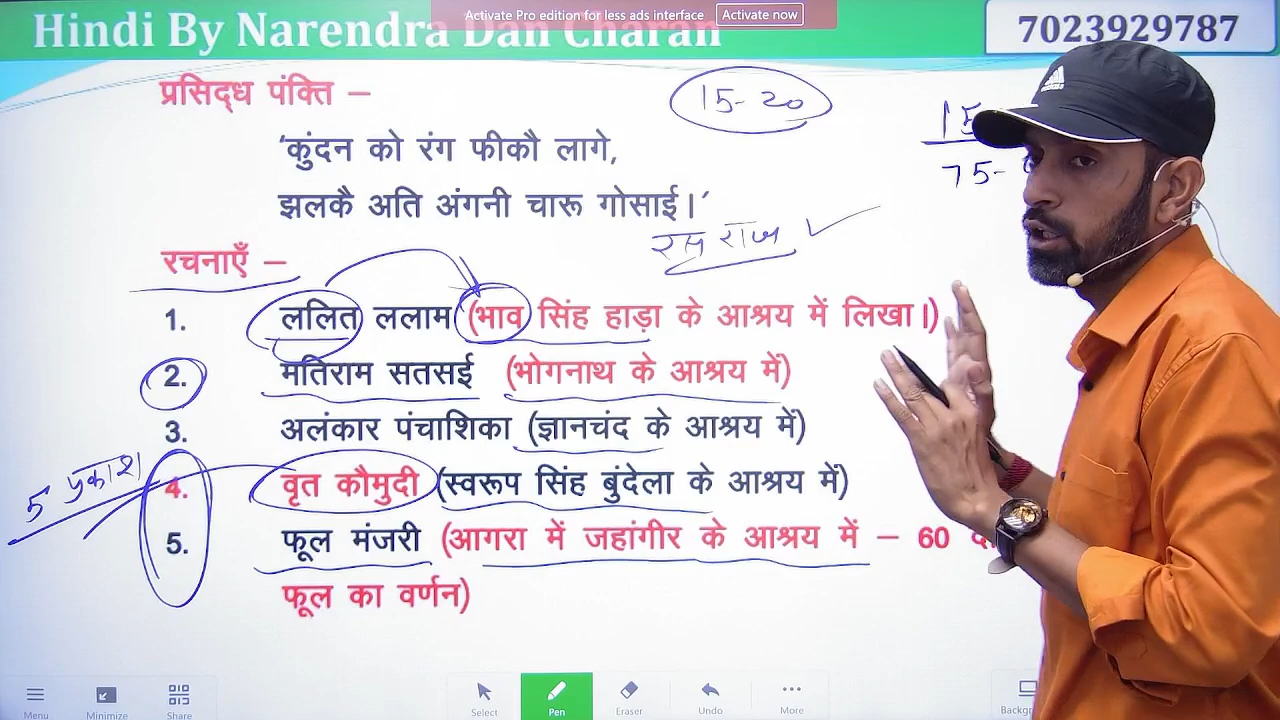 Activate Pro edition for less ads interface Activate now
Hindi By Narendra Dan Charan
7023929787
प्रसिद्ध पंक्ति –
15-20
15
75-
'कुंदन को रंग फीकौ लागे,
झलकै अति अंगनी चारू गोसाई।'
रस राज
रचनाएँ –
1. ललित ललाम (भाव सिंह हाड़ा के आश्रय में लिखा।)
2. मतिराम सतसई (भोगनाथ के आश्रय में)
3. अलंकार पंचाशिका (ज्ञानचंद के आश्रय में)
5 प्रकाश
4. वृत कौमुदी (स्वरूप सिंह बुंदेला के आश्रय में)
5. फूल मंजरी (आगरा में जहांगीर के आश्रय में – 60
फूल का वर्णन)
Menu Minimize Share Select Pen Eraser Undo More Backg